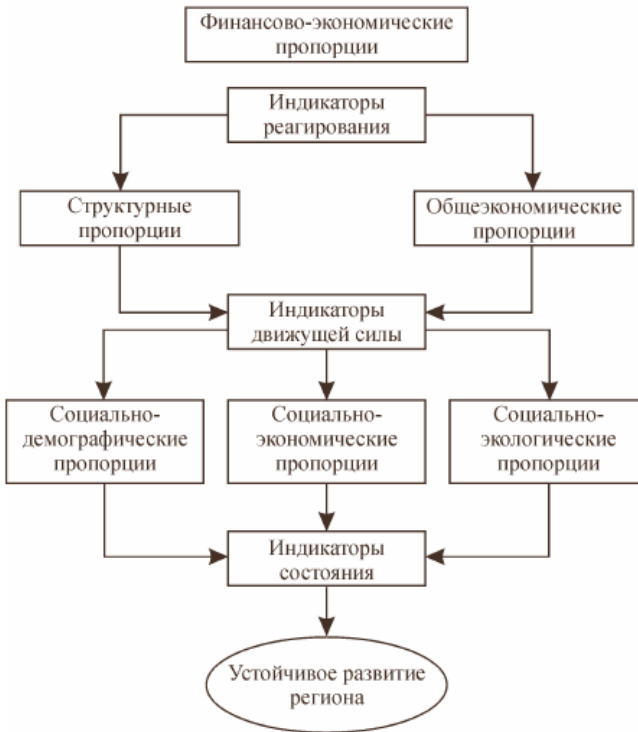 Финансово-экономические
пропорции
Индикаторы
реагирования
Структурные
пропорции
Общеэкономические
пропорции
Индикаторы
движущей силы
Социально-
демографические
пропорции
Социально-
экономические
пропорции
Социально-
экологические
пропорции
Индикаторы
состояния
Устойчивое развитие
региона